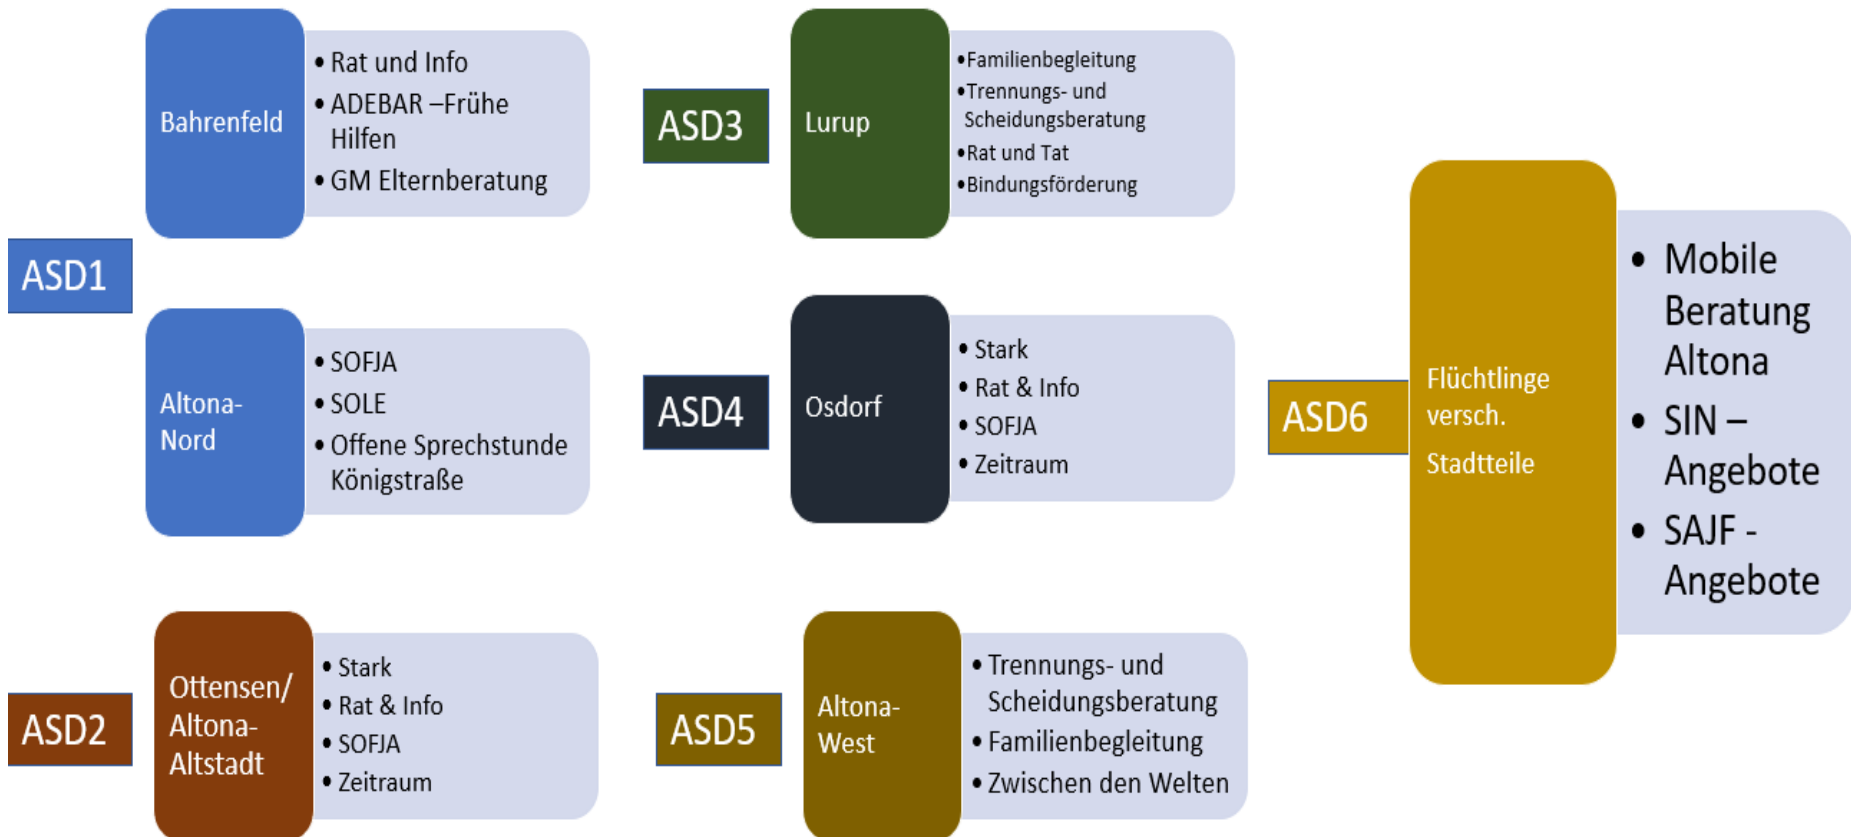 ASD1
Bahrenfeld
• Rat und Info
• ADEBAR –Frühe
Hilfen
• GM Elternberatung
Altona-
Nord
• SOFJA
• SOLE
• Offene Sprechstunde
Königstraße
ASD2
Ottensen/
Altona-
Altstadt
• Stark
• Rat & Info
• SOFJA
• Zeitraum
ASD3
Lurup
•Familienbegleitung
•Trennungs- und
Scheidungsberatung
•Rat und Tat
•Bindungsförderung
ASD4
Osdorf
• Stark
• Rat & Info
• SOFJA
• Zeitraum
ASD5
Altona-
West
• Trennungs- und
Scheidungsberatung
• Familienbegleitung
• Zwischen den Welten
ASD6
Flüchtlinge
versch.
Stadtteile
• Mobile
Beratung
Altona
• SIN –
Angebote
• SAJF -
Angebote